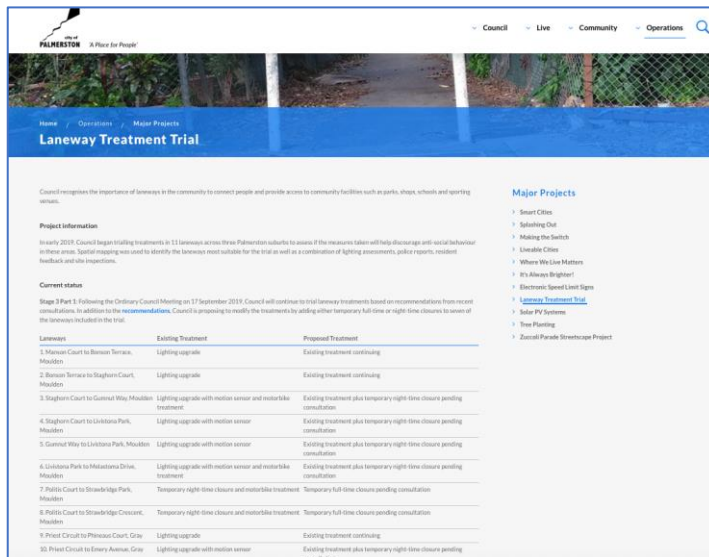 city of
PALMERSTON 'A Place for People'
Council
Live
Community
Operations
Home / Operations / Major Projects
Laneway Treatment Trial
Council recognises the importance of laneways in the community to connect people and provide access to community facilities such as parks, shops, schools and sporting
venues.
Project information
In early 2019, Council began trialling treatments in 11 laneways across three Palmerston suburbs to assess if the measures taken will help discourage anti-social behaviour
in these areas. Spatial mapping was used to identify the laneways most suitable for the trial as well as a combination of lighting assessments, police reports, resident
feedback and site inspections.
Current status
Stage 3 Part 1: Following the Ordinary Council Meeting on 17 September 2019, Council will continue to trial laneway treatments based on recommendations from recent
consultations. In addition to the recommendations, Council is proposing to modify the treatments by adding either temporary full-time or night-time closures to seven of
the laneways included in the trial.
Laneways Existing Treatment Proposed Treatment
1. Manson Court to Bonson Terrace, Lighting upgrade Existing treatment continuing
Moulden
2. Bonson Terrace to Staghorn Court, Lighting upgrade Existing treatment continuing
Moulden
3. Staghorn Court to Gumnut Way, Moulden Lighting upgrade with motion sensor and motorbike Existing treatment plus temporary night-time closure pending
treatment consultation
4. Staghorn Court to Livistona Park, Lighting upgrade with motion sensor Existing treatment plus temporary night-time closure pending
Moulden consultation
5. Gumnut Way to Livistona Park, Moulden Lighting upgrade with motion sensor Existing treatment plus temporary night-time closure pending
consultation
6. Livistona Park to Melastoma Drive, Lighting upgrade with motion sensor and motorbike Existing treatment plus temporary night-time closure pending
Moulden treatment consultation
7. Politis Court to Strawbridge Park, Temporary night-time closure and motorbike treatment Temporary full-time closure pending consultation
Moulden
8. Politis Court to Strawbridge Crescent, Temporary night-time closure and motorbike treatment Temporary full-time closure pending consultation
Moulden
9. Priest Circuit to Phineous Court, Gray Lighting upgrade Existing treatment continuing
10. Priest Circuit to Emery Avenue, Gray Lighting upgrade with motion sensor Existing treatment plus temporary night-time closure pending
Major Projects
Smart Cities
Splashing Out
Making the Switch
Liveable Cities
Where We Live Matters
It's Always Brighter!
Electronic Speed Limit Signs
Laneway Treatment Trial
Solar PV Systems
Tree Planting
Zuccoli Parade Streetscape Project